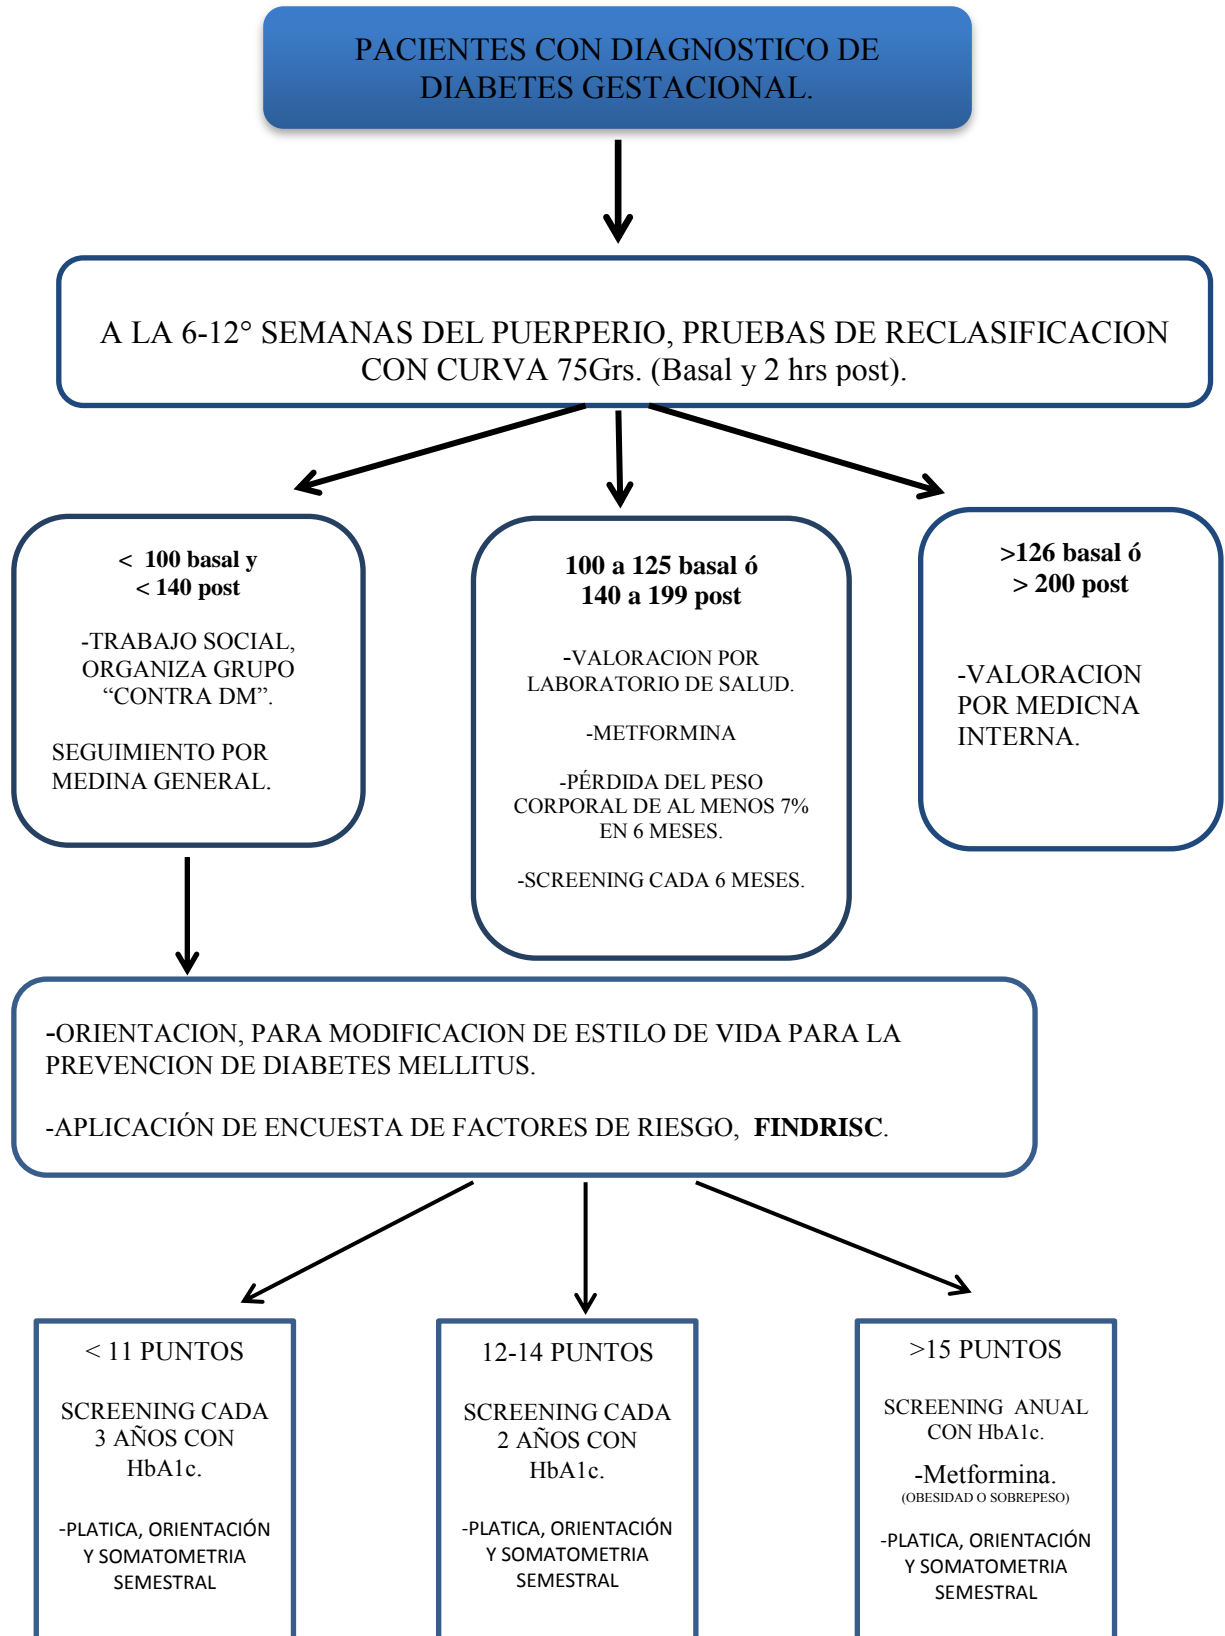 PACIENTES CON DIAGNOSTICO DE
DIABETES GESTACIONAL.
A LA 6-12° SEMANAS DEL PUERPERIO, PRUEBAS DE RECLASIFICACION
CON CURVA 75Grs. (Basal y 2 hrs post).
< 100 basal y
< 140 post
-TRABAJO SOCIAL,
ORGANIZA GRUPO
“CONTRA DM”.
SEGUIMIENTO POR
MEDINA GENERAL.
100 a 125 basal ó
140 a 199 post
-VALORACION POR
LABORATORIO DE SALUD.
-METFORMINA
-PÉRDIDA DEL PESO
CORPORAL DE AL MENOS 7%
EN 6 MESES.
-SCREENING CADA 6 MESES.
>126 basal ó
> 200 post
-VALORACION
POR MEDICNA
INTERNA.
-ORIENTACION, PARA MODIFICACION DE ESTILO DE VIDA PARA LA
PREVENCION DE DIABETES MELLITUS.
-APLICACIÓN DE ENCUESTA DE FACTORES DE RIESGO, FINDRISC.
< 11 PUNTOS
SCREENING CADA
3 AÑOS CON
HbA1c.
-PLATICA, ORIENTACIÓN
Y SOMATOMETRIA
SEMESTRAL
12-14 PUNTOS
SCREENING CADA
2 AÑOS CON
HbA1c.
-PLATICA, ORIENTACIÓN
Y SOMATOMETRIA
SEMESTRAL
>15 PUNTOS
SCREENING ANUAL
CON HbA1c.
-Metformina.
(OBESIDAD O SOBREPESO)
-PLATICA, ORIENTACIÓN
Y SOMATOMETRIA
SEMESTRAL